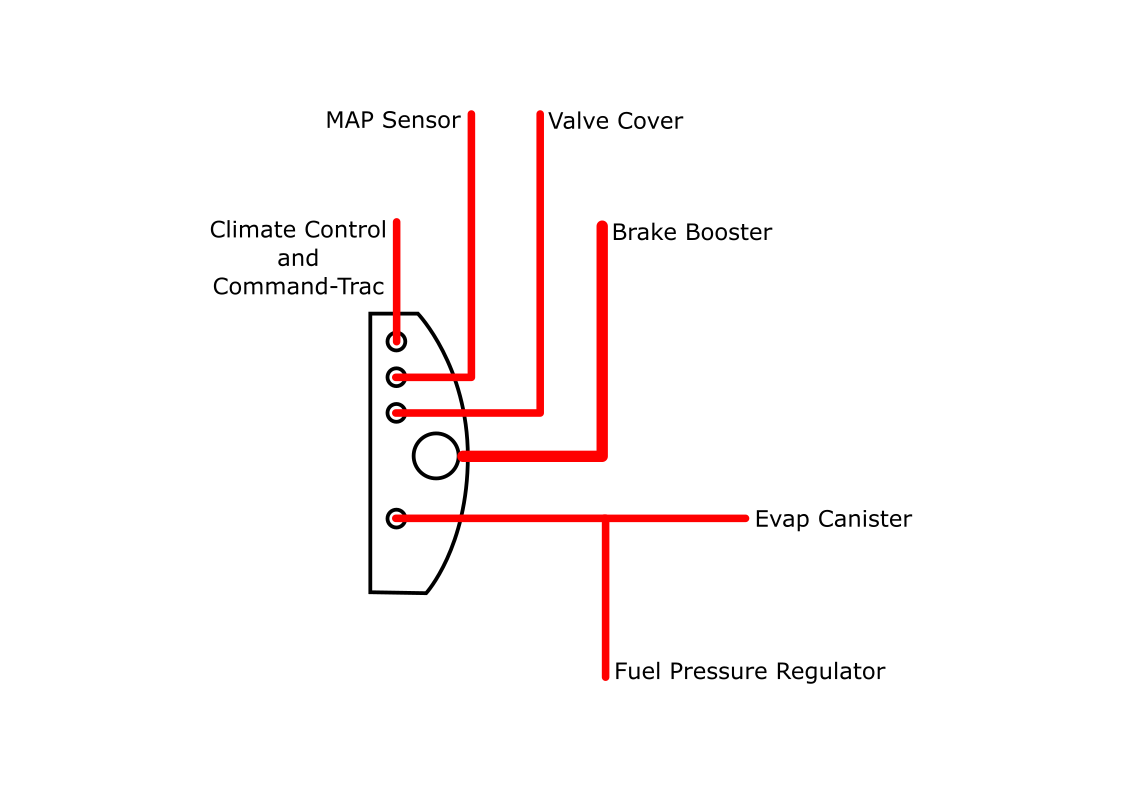 MAP Sensor
Valve Cover
Climate Control
and
Command-Trac
Brake Booster
Evap Canister
Fuel Pressure Regulator